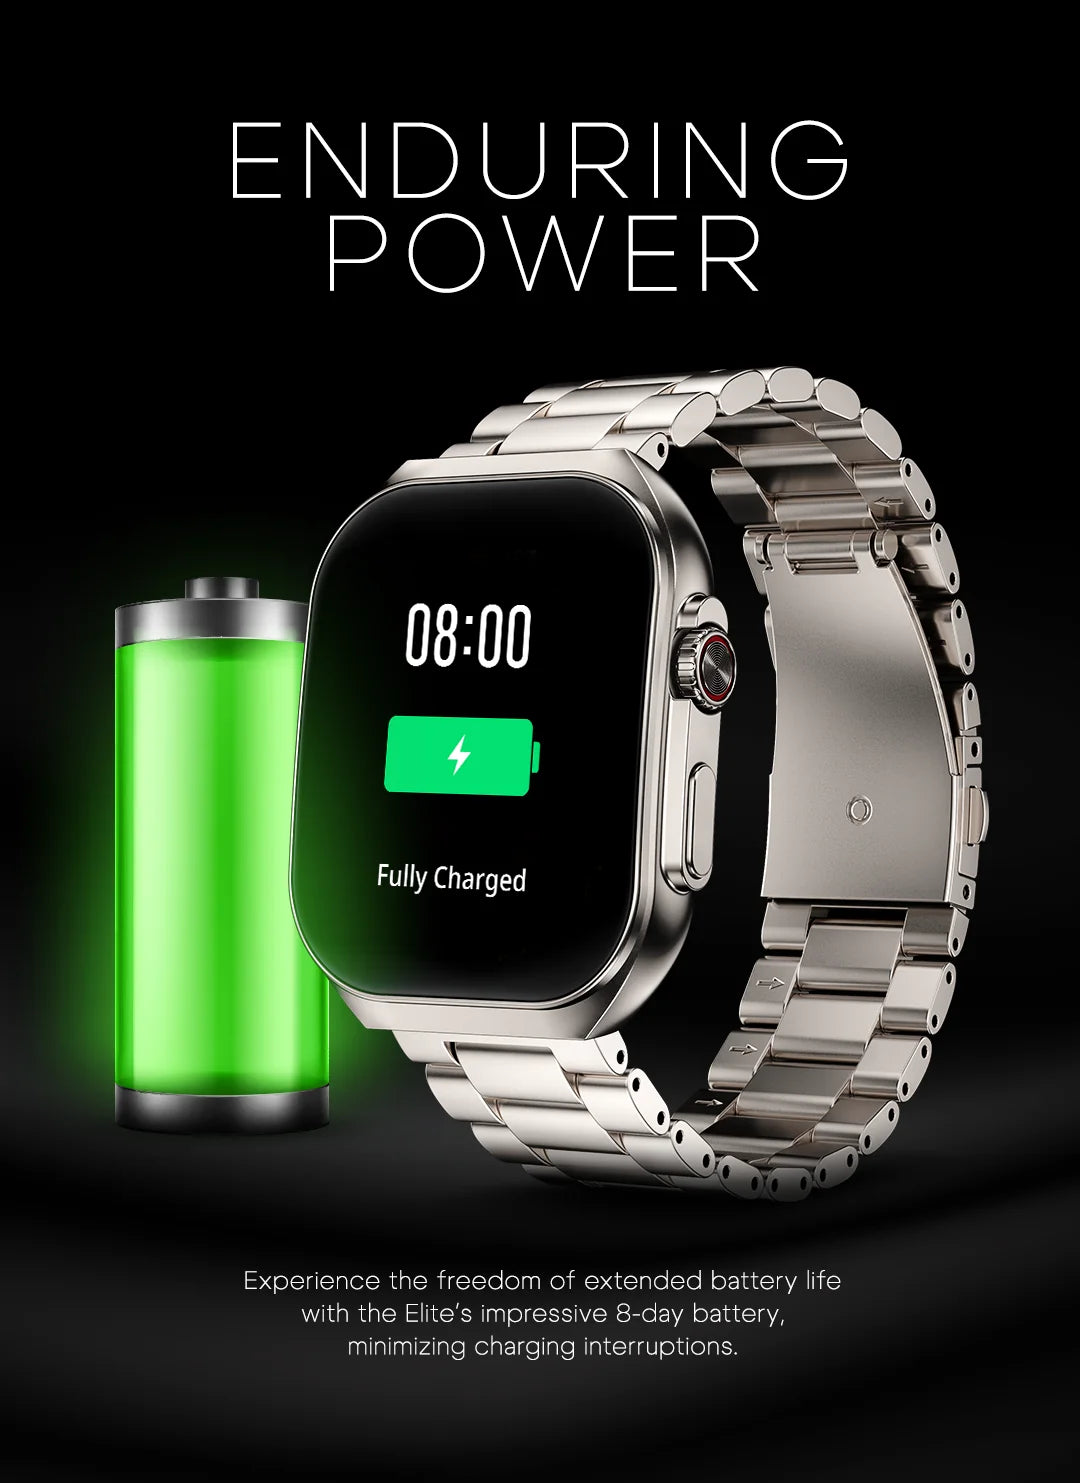 ENDURING
POWER
08:00
Fully Charged
Experience the freedom of extended battery life
with the Elite's impressive 8-day battery,
minimizing charging interruptions.